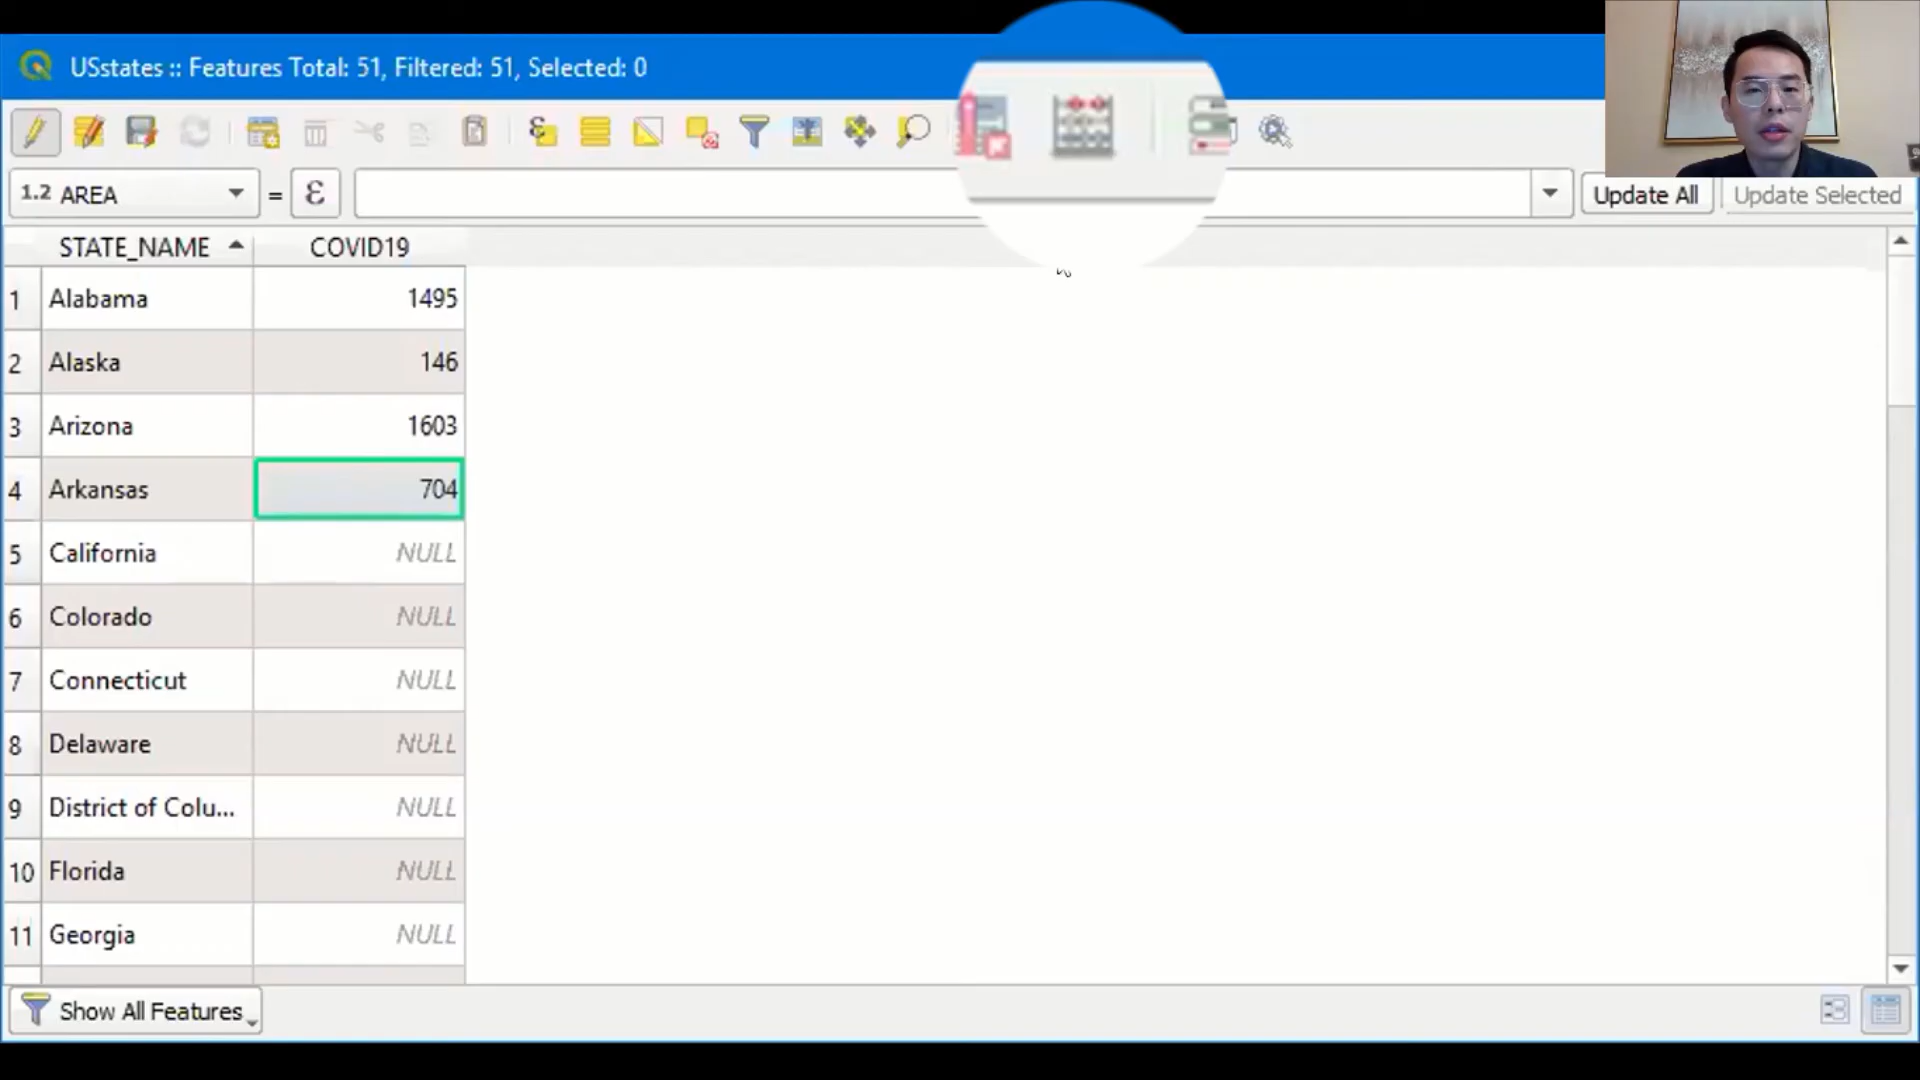 USstates :: Features Total: 51, Filtered: 51, Selected: 0
1.2 AREA = ε Update All Update Selected
STATE_NAME COVID19
1 Alabama 1495
2 Alaska 146
3 Arizona 1603
4 Arkansas 704
5 California NULL
6 Colorado NULL
7 Connecticut NULL
8 Delaware NULL
9 District of Colu... NULL
10 Florida NULL
11 Georgia NULL
Show All Features